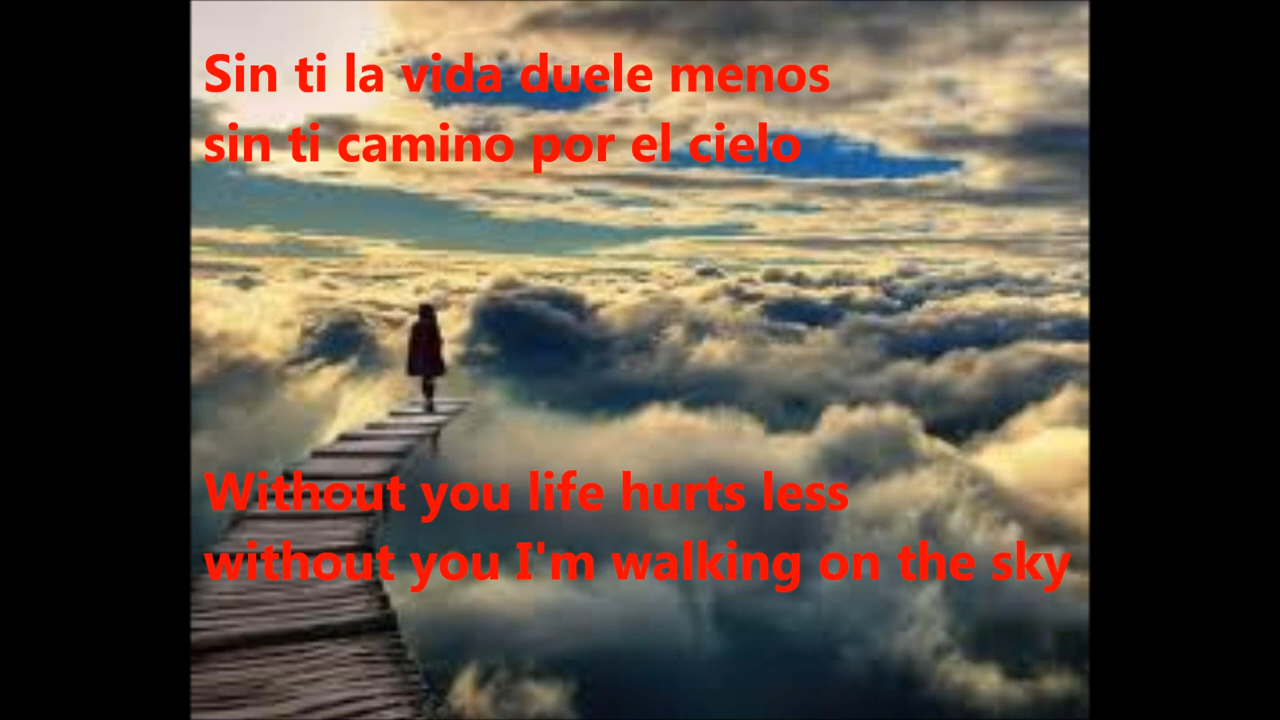 Sin ti la vida duele menos
sin ti camino por el cielo
Without you life hurts less
without you I'm walking on the sky